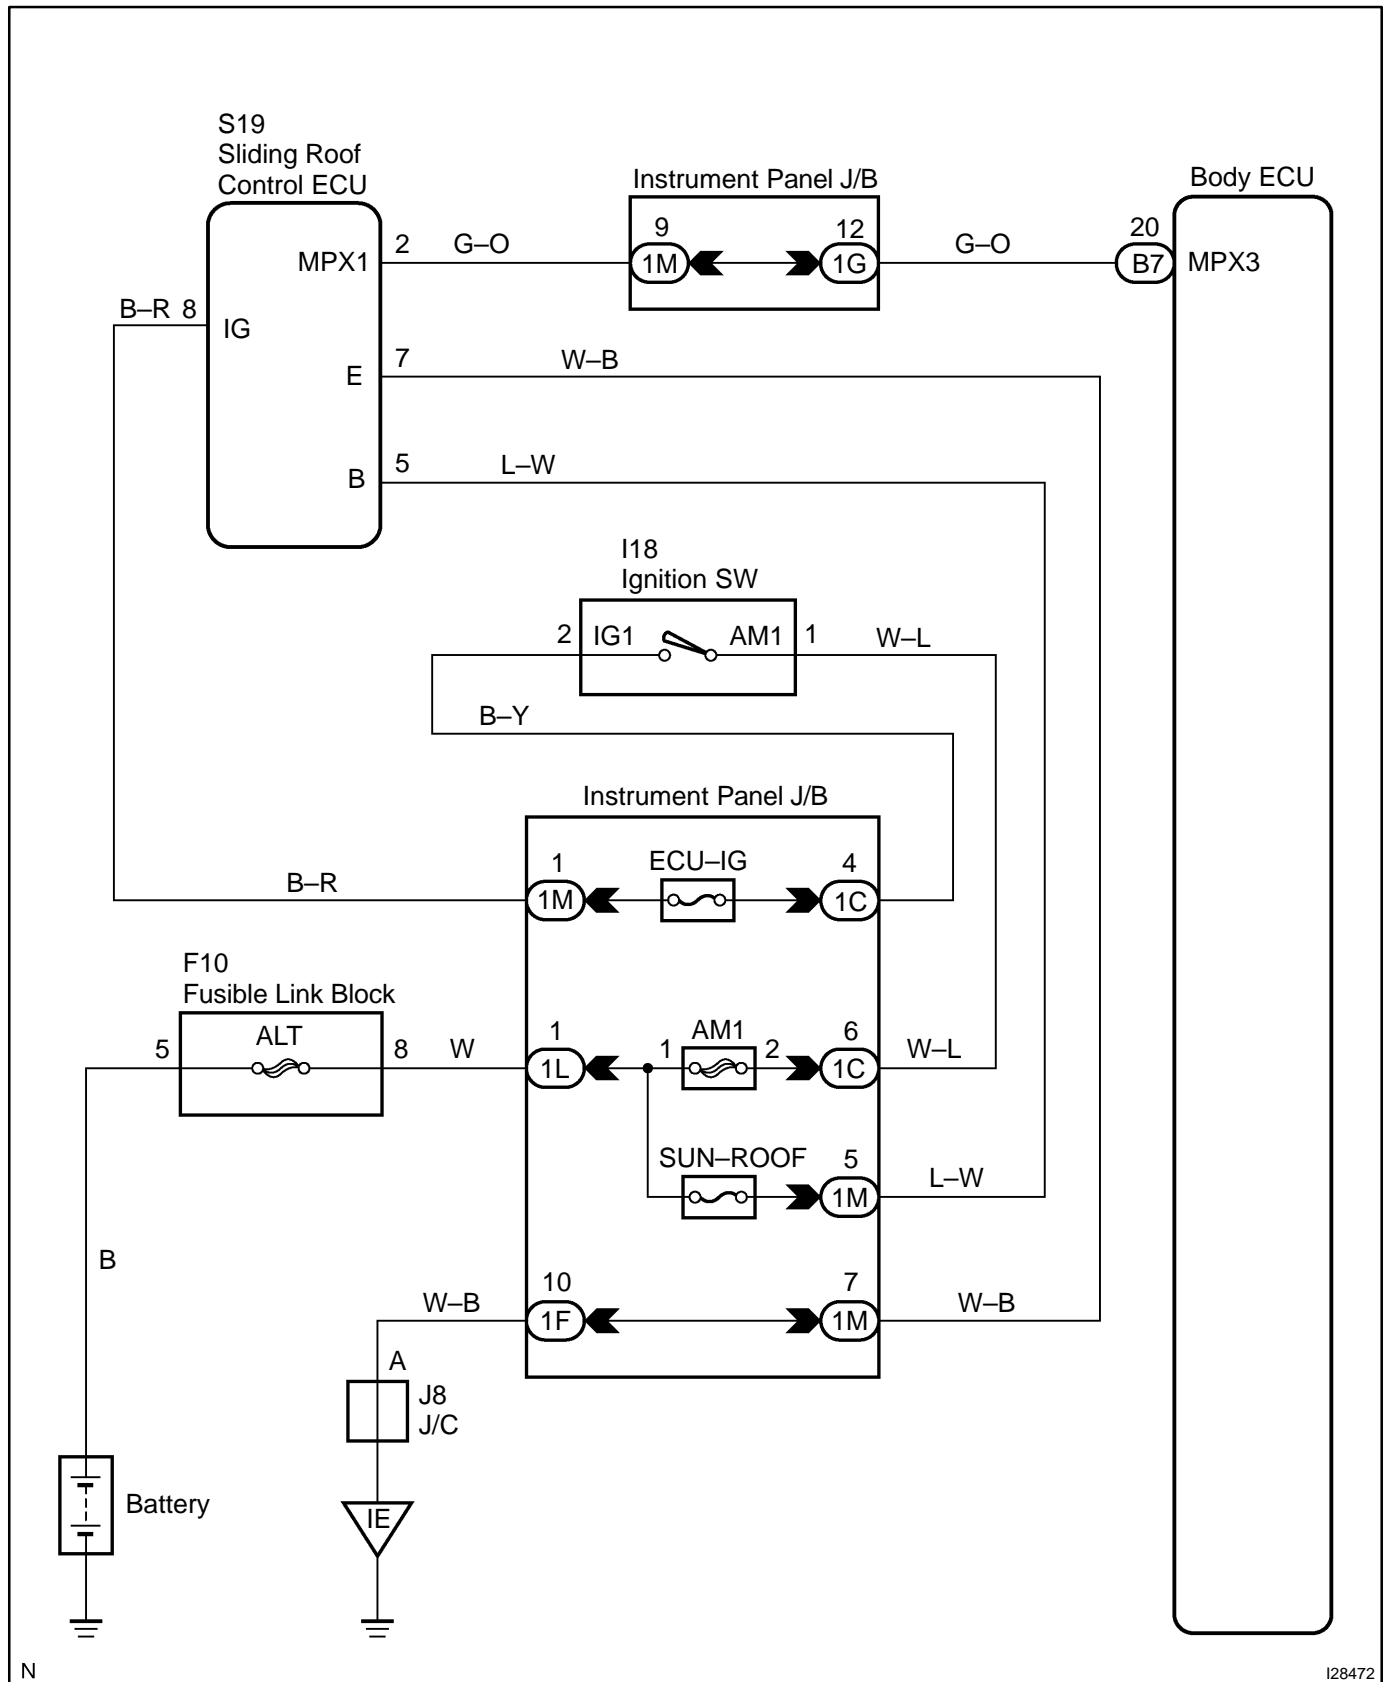 S19
Sliding Roof
Control ECU
Instrument Panel J/B
Body ECU
MPX1
2
G–O
9
1M
12
1G
G–O
20
B7
MPX3
B–R
8
IG
E
7
W–B
B
5
L–W
I18
Ignition SW
2
IG1
AM1
1
W–L
B–Y
Instrument Panel J/B
1
1M
ECU–IG
4
1C
B–R
F10
Fusible Link Block
5
ALT
8
W
1
1L
1
AM1
2
6
1C
W–L
SUN–ROOF
5
1M
L–W
B
10
1F
7
1M
W–B
W–B
A
J8
J/C
Battery
IE
N
I28472